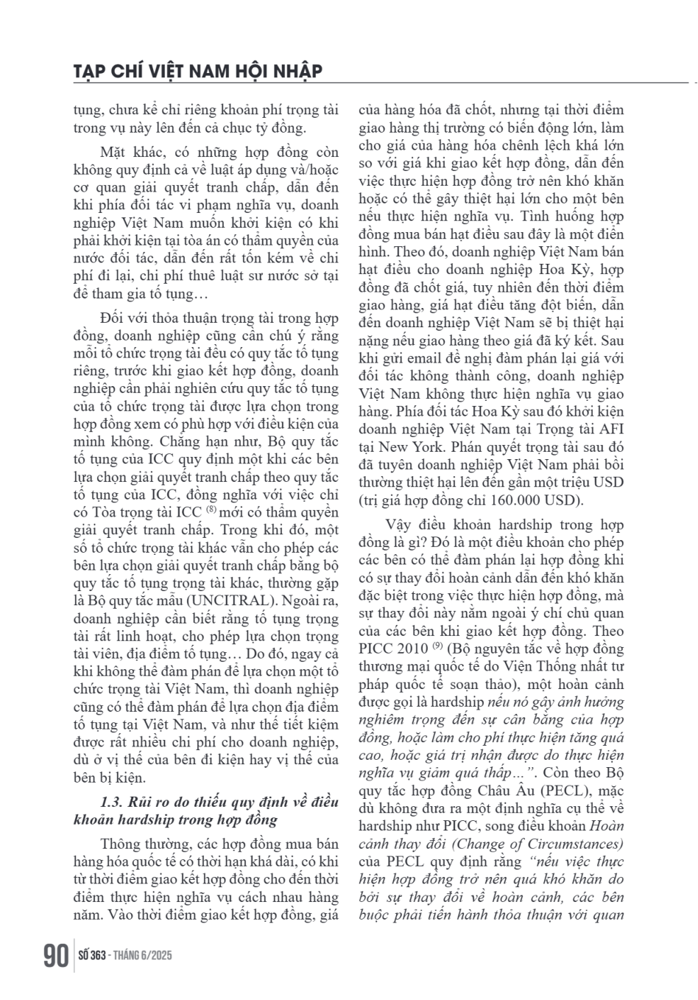 TẠP CHÍ VIỆT NAM HỘI NHẬP
tụng, chưa kể chỉ riêng khoản phí trọng tài
trong vụ này lên đến cả chục tỷ đồng.
Mặt khác, có những hợp đồng còn
không quy định cả về luật áp dụng và/hoặc
cơ quan giải quyết tranh chấp, dẫn đến
khi phía đối tác vi phạm nghĩa vụ, doanh
nghiệp Việt Nam muốn khởi kiện có khi
phải khởi kiện tại tòa án có thẩm quyền của
nước đối tác, dẫn đến rất tốn kém về chi
phí đi lại, chi phí thuê luật sư nước sở tại
để tham gia tố tụng…
Đối với thỏa thuận trọng tài trong hợp
đồng, doanh nghiệp cũng cần chú ý rằng
mỗi tổ chức trọng tài đều có quy tắc tố tụng
riêng, trước khi giao kết hợp đồng, doanh
nghiệp cần phải nghiên cứu quy tắc tố tụng
của tổ chức trọng tài được lựa chọn trong
hợp đồng xem có phù hợp với điều kiện của
mình không. Chẳng hạn như, Bộ quy tắc
tố tụng của ICC quy định một khi các bên
lựa chọn giải quyết tranh chấp theo quy tắc
tố tụng của ICC, đồng nghĩa với việc chỉ
có Tòa trọng tài ICC (8) mới có thẩm quyền
giải quyết tranh chấp. Trong khi đó, một
số tổ chức trọng tài khác vẫn cho phép các
bên lựa chọn giải quyết tranh chấp bằng bộ
quy tắc tố tụng trọng tài khác, thường gặp
là Bộ quy tắc mẫu (UNCITRAL). Ngoài ra,
doanh nghiệp cần biết rằng tố tụng trọng
tài rất linh hoạt, cho phép lựa chọn trọng
tài viên, địa điểm tố tụng… Do đó, ngay cả
khi không thể đàm phán để lựa chọn một tổ
chức trọng tài Việt Nam, thì doanh nghiệp
cũng có thể đàm phán để lựa chọn địa điểm
tố tụng tại Việt Nam, và như thế tiết kiệm
được rất nhiều chi phí cho doanh nghiệp,
dù ở vị thế của bên đi kiện hay vị thế của
bên bị kiện.
1.3. Rủi ro do thiếu quy định về điều
khoản hardship trong hợp đồng
Thông thường, các hợp đồng mua bán
hàng hóa quốc tế có thời hạn khá dài, có khi
từ thời điểm giao kết hợp đồng cho đến thời
điểm thực hiện nghĩa vụ cách nhau hàng
năm. Vào thời điểm giao kết hợp đồng, giá
của hàng hóa đã chốt, nhưng tại thời điểm
giao hàng thị trường có biến động lớn, làm
cho giá của hàng hóa chênh lệch khá lớn
so với giá khi giao kết hợp đồng, dẫn đến
việc thực hiện hợp đồng trở nên khó khăn
hoặc có thể gây thiệt hại lớn cho một bên
nếu thực hiện nghĩa vụ. Tình huống hợp
đồng mua bán hạt điều sau đây là một điển
hình. Theo đó, doanh nghiệp Việt Nam bán
hạt điều cho doanh nghiệp Hoa Kỳ, hợp
đồng đã chốt giá, tuy nhiên đến thời điểm
giao hàng, giá hạt điều tăng đột biến, dẫn
đến doanh nghiệp Việt Nam sẽ bị thiệt hại
nặng nếu giao hàng theo giá đã ký kết. Sau
khi gửi email đề nghị đàm phán lại giá với
đối tác không thành công, doanh nghiệp
Việt Nam không thực hiện nghĩa vụ giao
hàng. Phía đối tác Hoa Kỳ sau đó khởi kiện
doanh nghiệp Việt Nam tại Trọng tài AFI
tại New York. Phán quyết trọng tài sau đó
đã tuyên doanh nghiệp Việt Nam phải bồi
thường thiệt hại lên đến gần một triệu USD
(trị giá hợp đồng chỉ 160.000 USD).
Vậy điều khoản hardship trong hợp
đồng là gì? Đó là một điều khoản cho phép
các bên có thể đàm phán lại hợp đồng khi
có sự thay đổi hoàn cảnh dẫn đến khó khăn
đặc biệt trong việc thực hiện hợp đồng, mà
sự thay đổi này nằm ngoài ý chí chủ quan
của các bên khi giao kết hợp đồng. Theo
PICC 2010 (9) (Bộ nguyên tắc về hợp đồng
thương mại quốc tế do Viện Thống nhất tư
pháp quốc tế soạn thảo), một hoàn cảnh
được gọi là hardship nếu nó gây ảnh hưởng
nghiêm trọng đến sự cân bằng của hợp
đồng, hoặc làm cho phí thực hiện tăng quá
cao, hoặc giá trị nhận được do thực hiện
nghĩa vụ giảm quá thấp…”. Còn theo Bộ
quy tắc hợp đồng Châu Âu (PECL), mặc
dù không đưa ra một định nghĩa cụ thể về
hardship như PICC, song điều khoản Hoàn
cảnh thay đổi (Change of Circumstances)
của PECL quy định rằng “nếu việc thực
hiện hợp đồng trở nên quá khó khăn do
bởi sự thay đổi về hoàn cảnh, các bên
buộc phải tiến hành thỏa thuận với quan
90
SỐ 363 - THÁNG 6/2025